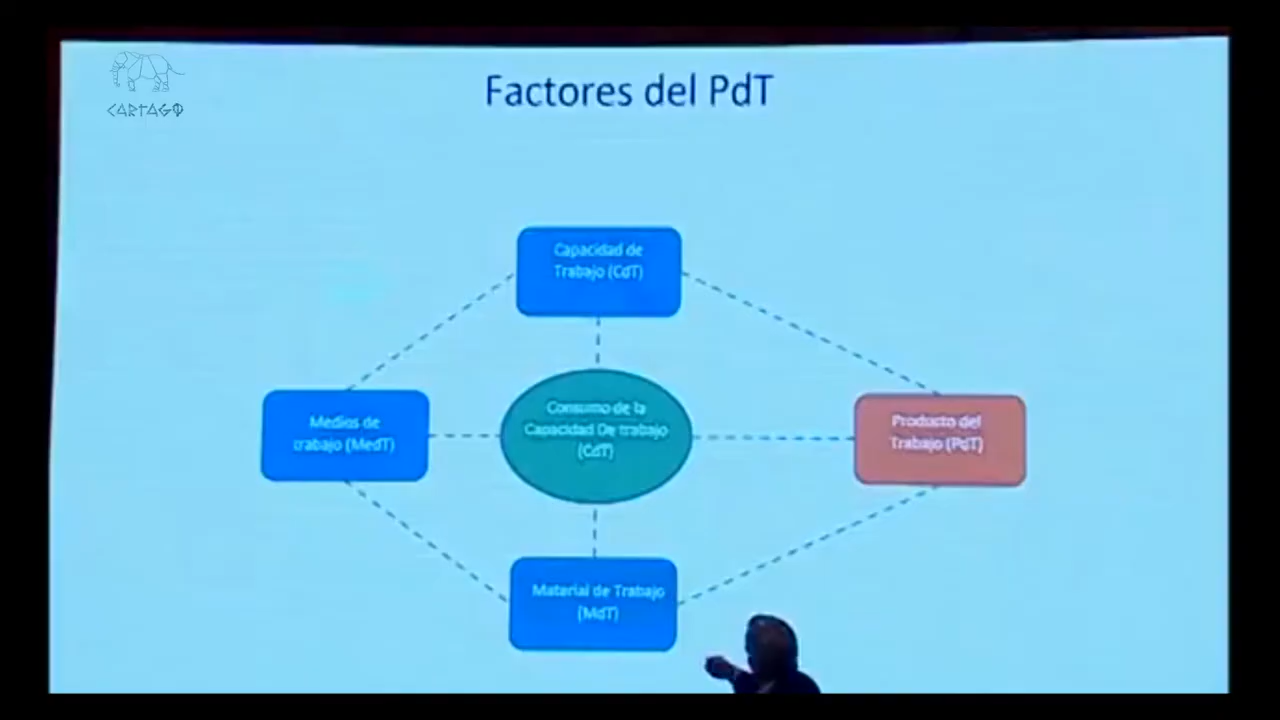 CARTAGO
Factores del PdT
Capacidad de
Trabajo (CdT)
Medios de
trabajo (MedT)
Consumo de la
Capacidad De trabajo
(CdT)
Producto del
Trabajo (PdT)
Material de Trabajo
(MdT)